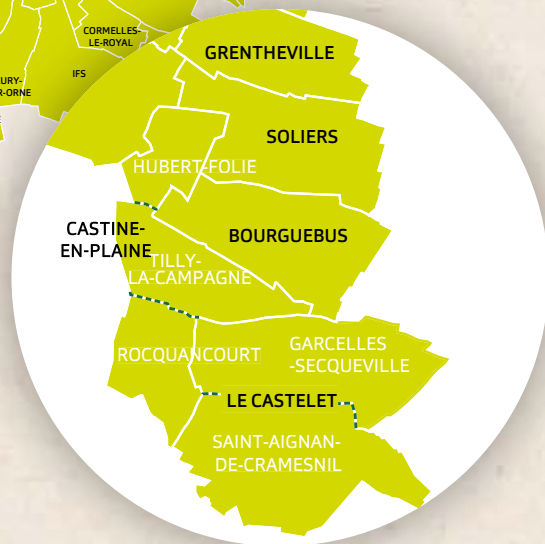 CORMELLES-
LE-ROYAL
IFS
URY-
R-ORNE
GRENTHEVILLE
SOLIERS
HUBERT-FOLIE
CASTINE-
EN-PLAINE
BOURGUEBUS
TILLY-
LA-CAMPAGNE
ROCQUANCOURT
GARCELLES
-SECQUEVILLE
LE CASTELET
SAINT-AIGNAN-
DE-CRAMESNIL